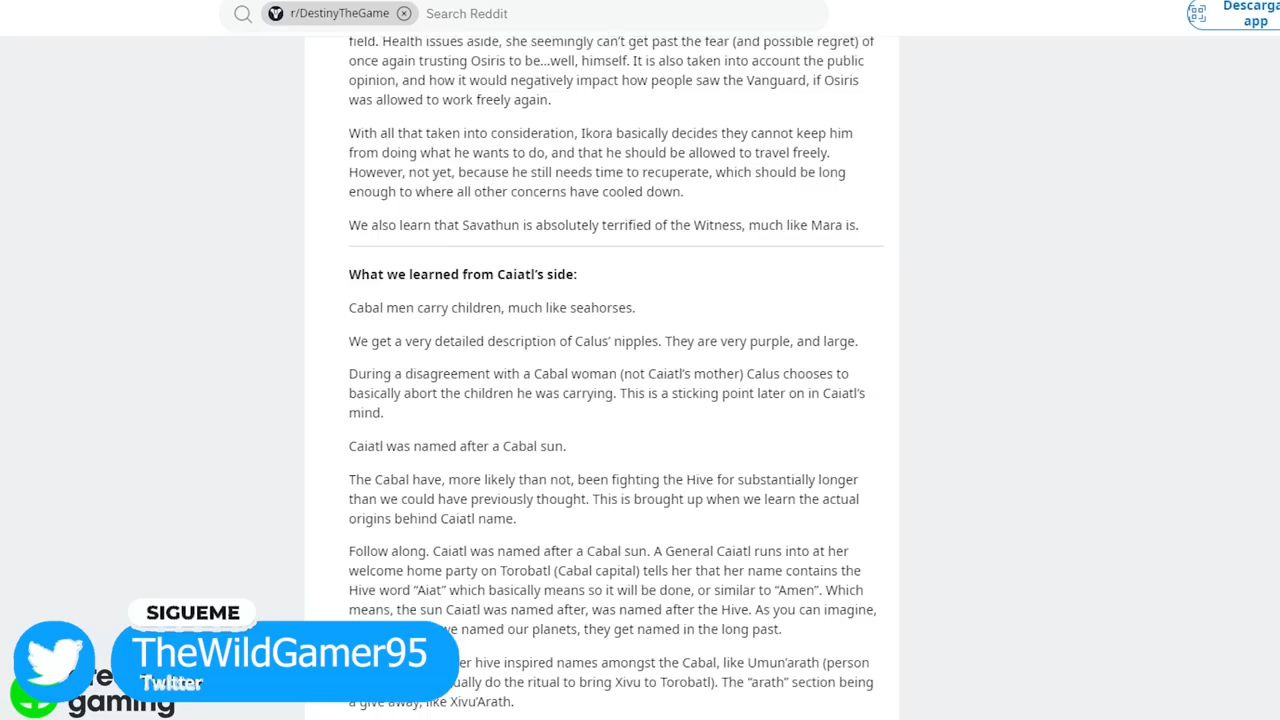 r/DestinyTheGame
Search Reddit
Descarga
app
field. Health issues aside, she seemingly can't get past the fear (and possible regret) of
once again trusting Osiris to be...well, himself. It is also taken into account the public
opinion, and how it would negatively impact how people saw the Vanguard, if Osiris
was allowed to work freely again.
With all that taken into consideration, Ikora basically decides they cannot keep him
from doing what he wants to do, and that he should be allowed to travel freely.
However, not yet, because he still needs time to recuperate, which should be long
enough to where all other concerns have cooled down.
We also learn that Savathun is absolutely terrified of the Witness, much like Mara is.
What we learned from Caiatl's side:
Cabal men carry children, much like seahorses.
We get a very detailed description of Calus' nipples. They are very purple, and large.
During a disagreement with a Cabal woman (not Caiatl's mother) Calus chooses to
basically abort the children he was carrying. This is a sticking point later on in Caiatl's
mind.
Caiatl was named after a Cabal sun.
The Cabal have, more likely than not, been fighting the Hive for substantially longer
than we could have previously thought. This is brought up when we learn the actual
origins behind Caiatl name.
Follow along. Caiatl was named after a Cabal sun. A General Caiatl runs into at her
welcome home party on Torobatl (Cabal capital) tells her that her name contains the
Hive word "Aiat" which basically means so it will be done, or similar to "Amen". Which
means, the sun Caiatl was named after, was named after the Hive. As you can imagine,
we named our planets, they get named in the long past.
hive inspired names amongst the Cabal, like Umun'arath (person
do the ritual to bring Xivu to Torobatl). The "arath" section being
a give away, like Xivu'Arath.
SIGUEME
TheWildGamer95
Twitter
gaming